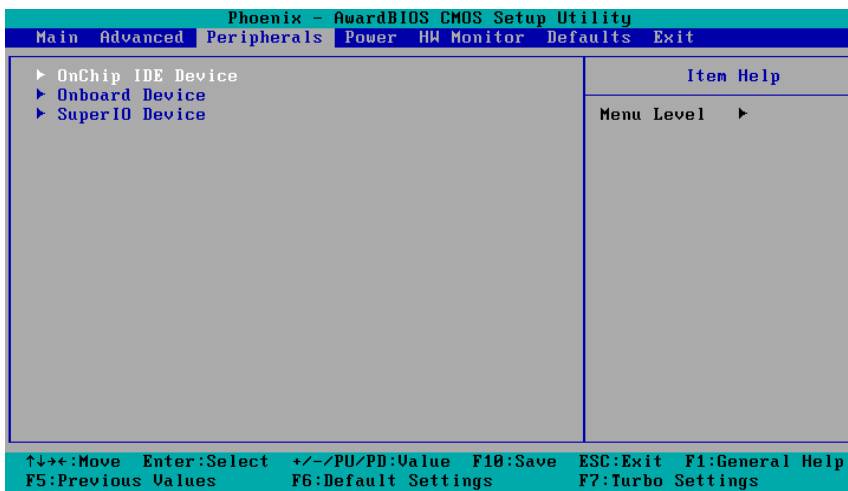 Phoenix - AwardBIOS CMOS Setup Utility
Main Advanced Peripherals Power HW Monitor Defaults Exit
▶ OnChip IDE Device
▶ Onboard Device
▶ SuperIO Device
Item Help
Menu Level ▶
↑↓→←:Move Enter:Select +/-/PU/PD:Value F10:Save ESC:Exit F1:General Help
F5:Previous Values F6:Default Settings F7:Turbo Settings